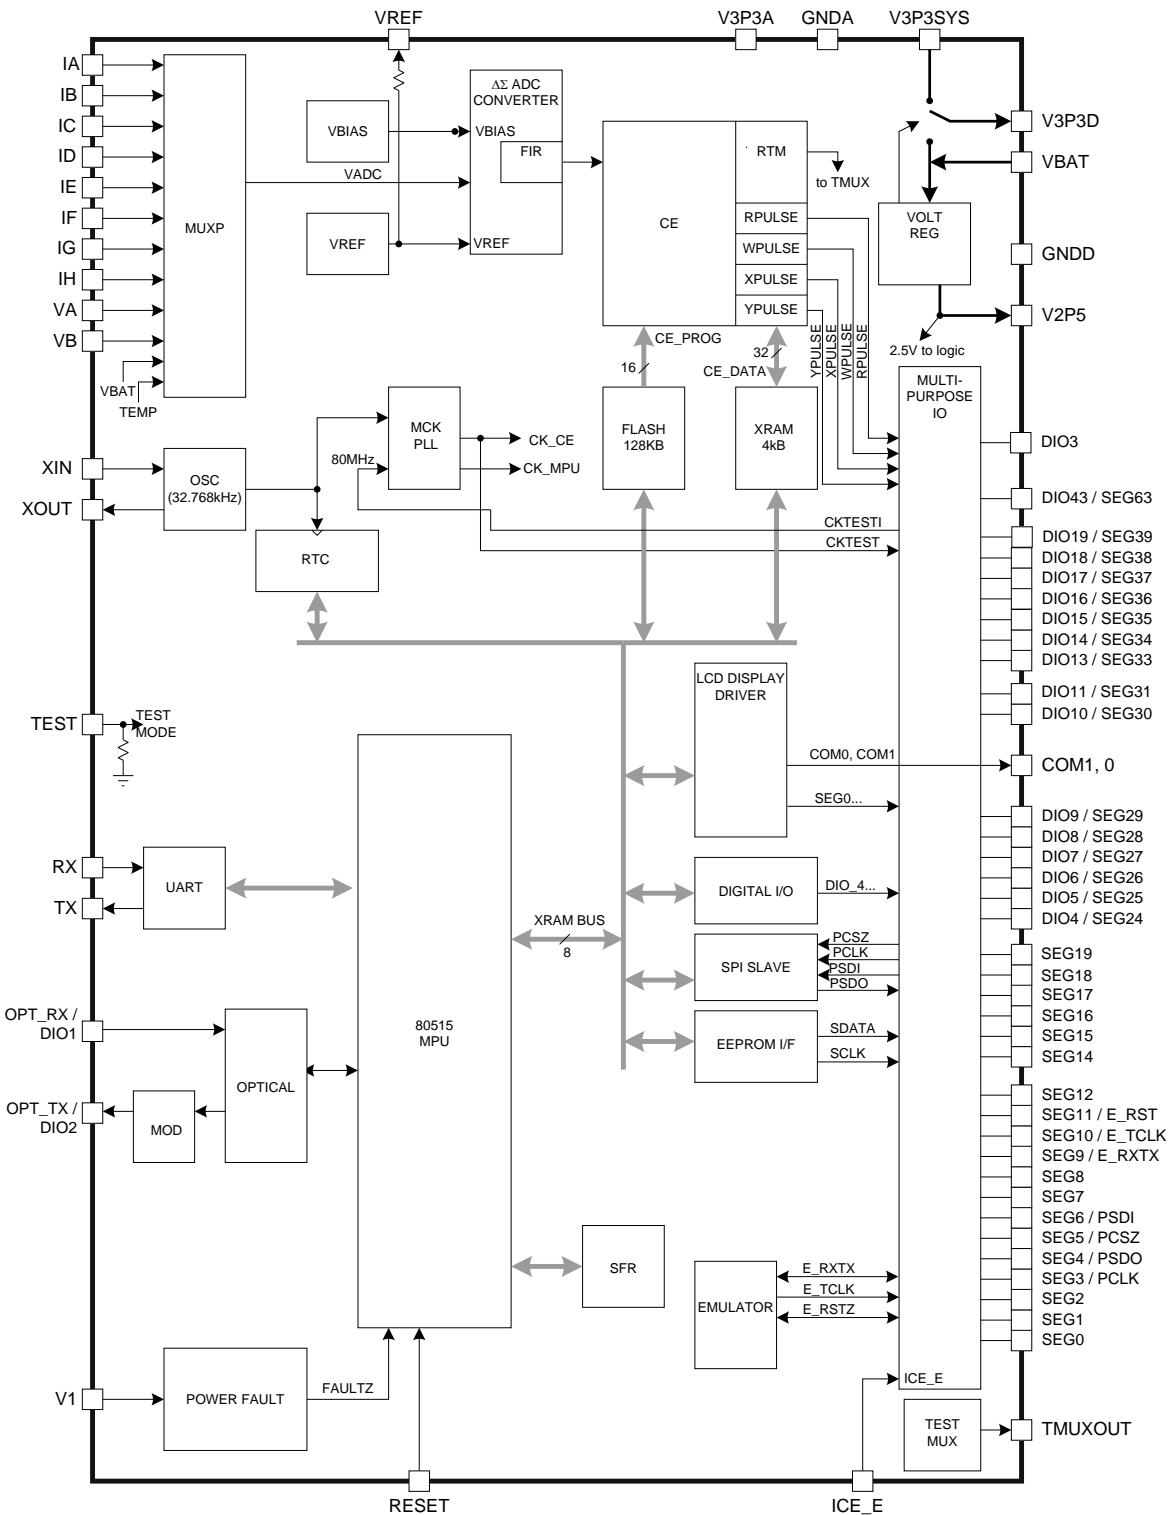 VREF
V3P3A
GNDA
V3P3SYS
IA
IB
IC
ID
IE
IF
IG
IH
VA
VB
VBAT
TEMP
MUXP
VBIAS
VADC
VREF
ΔΣ ADC
CONVERTER
VBIAS
FIR
VREF
CE
RTM
to TMUX
RPULSE
WPULSE
XPULSE
YPULSE
YPULSE
XPULSE
WPULSE
RPULSE
VOLT
REG
2.5V to logic
V3P3D
VBAT
GNDD
V2P5
CE_PROG
16
32
CE_DATA
MULTI-
PURPOSE
IO
XIN
XOUT
OSC
(32.768kHz)
80MHz
MCK
PLL
CK_CE
CK_MPU
FLASH
128KB
XRAM
4kB
CKTESTI
CKTEST
RTC
DIO3
DIO43 / SEG63
DIO19 / SEG39
DIO18 / SEG38
DIO17 / SEG37
DIO16 / SEG36
DIO15 / SEG35
DIO14 / SEG34
DIO13 / SEG33
DIO11 / SEG31
DIO10 / SEG30
COM1, 0
TEST
TEST
MODE
LCD DISPLAY
DRIVER
COM0, COM1
SEG0...
DIO9 / SEG29
DIO8 / SEG28
DIO7 / SEG27
DIO6 / SEG26
DIO5 / SEG25
DIO4 / SEG24
RX
TX
UART
DIGITAL I/O
DIO_4...
XRAM BUS
8
SPI SLAVE
PCSZ
PCLK
PSDI
PSDO
SEG19
SEG18
SEG17
SEG16
SEG15
SEG14
OPT_RX /
DIO1
OPT_TX /
DIO2
OPTICAL
MOD
80515
MPU
EEPROM I/F
SDATA
SCLK
SEG12
SEG11 / E_RST
SEG10 / E_TCLK
SEG9 / E_RXTX
SEG8
SEG7
SEG6 / PSDI
SEG5 / PCSZ
SEG4 / PSDO
SEG3 / PCLK
SEG2
SEG1
SEG0
SFR
EMULATOR
E_RXTX
E_TCLK
E_RSTZ
V1
POWER FAULT
FAULTZ
ICE_E
TEST
MUX
TMUXOUT
RESET
ICE_E